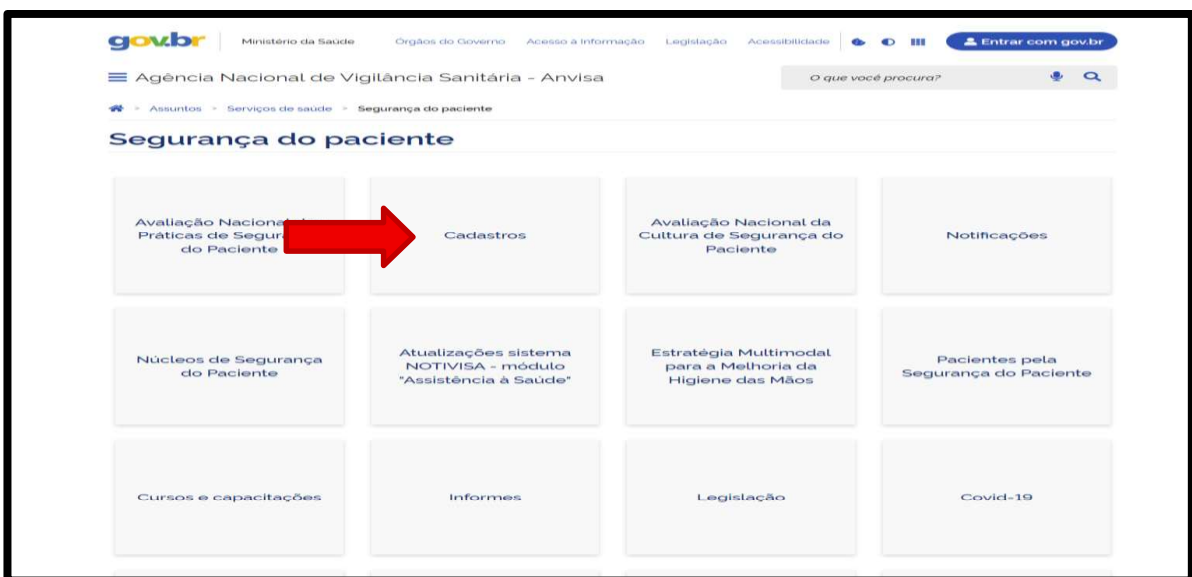 gov.br
Ministério da Saúde
Órgãos do Governo Acesso à Informação Legislação Acessibilidade
Entrar com gov.br
Agência Nacional de Vigilância Sanitária - Anvisa
O que você procura?
> Assuntos > Serviços de saúde > Segurança do paciente
Segurança do paciente
Avaliação
Práticas de
do Paciente
Cadastros
Avaliação Nacional da
Cultura de Segurança do
Paciente
Notificações
Núcleos de Segurança
do Paciente
Atualizações sistema
NOTIVISA - módulo
"Assistência à Saúde"
Estratégia Multimodal
para a Melhoria da
Higiene das Mãos
Pacientes pela
Segurança do Paciente
Cursos e capacitações
Informes
Legislação
Covid-19